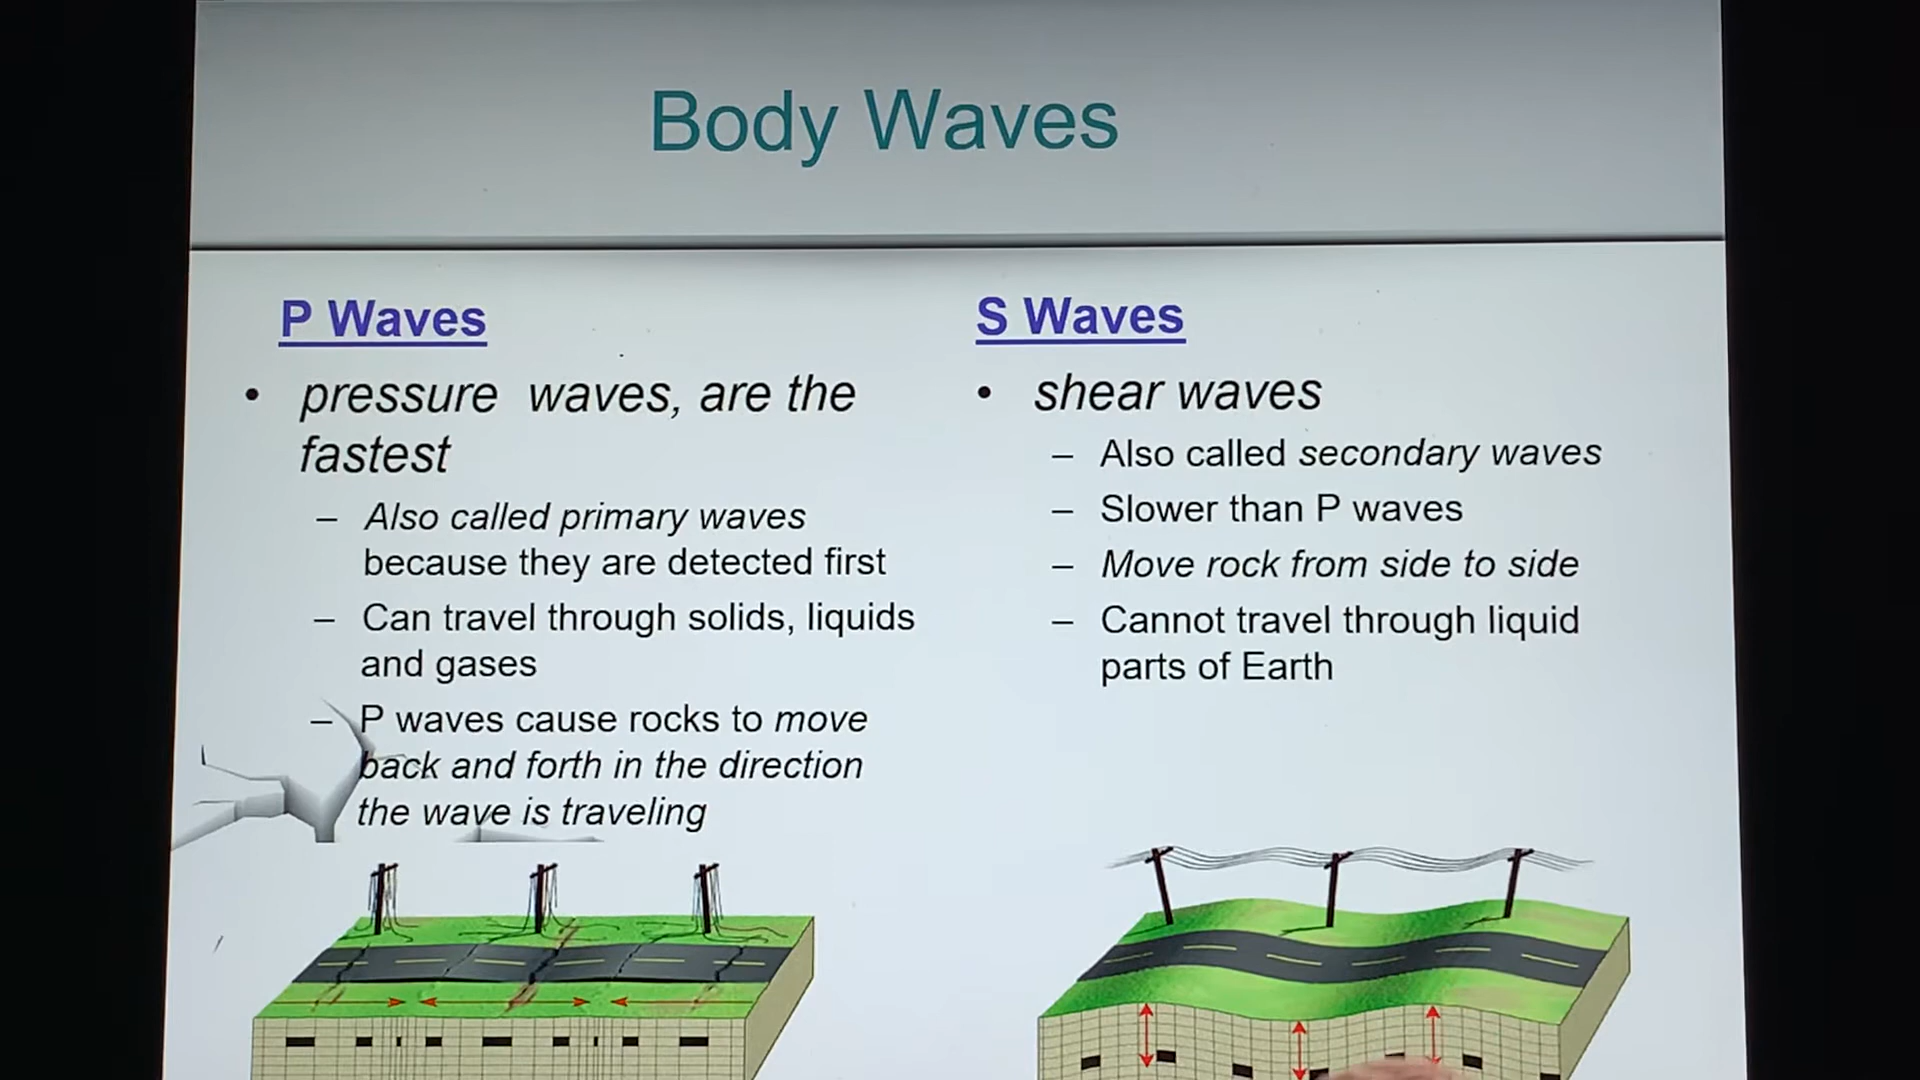 Body Waves
P Waves
• pressure waves, are the
fastest
– Also called primary waves
because they are detected first
– Can travel through solids, liquids
and gases
– P waves cause rocks to move
back and forth in the direction
the wave is traveling
S Waves
• shear waves
– Also called secondary waves
– Slower than P waves
– Move rock from side to side
– Cannot travel through liquid
parts of Earth